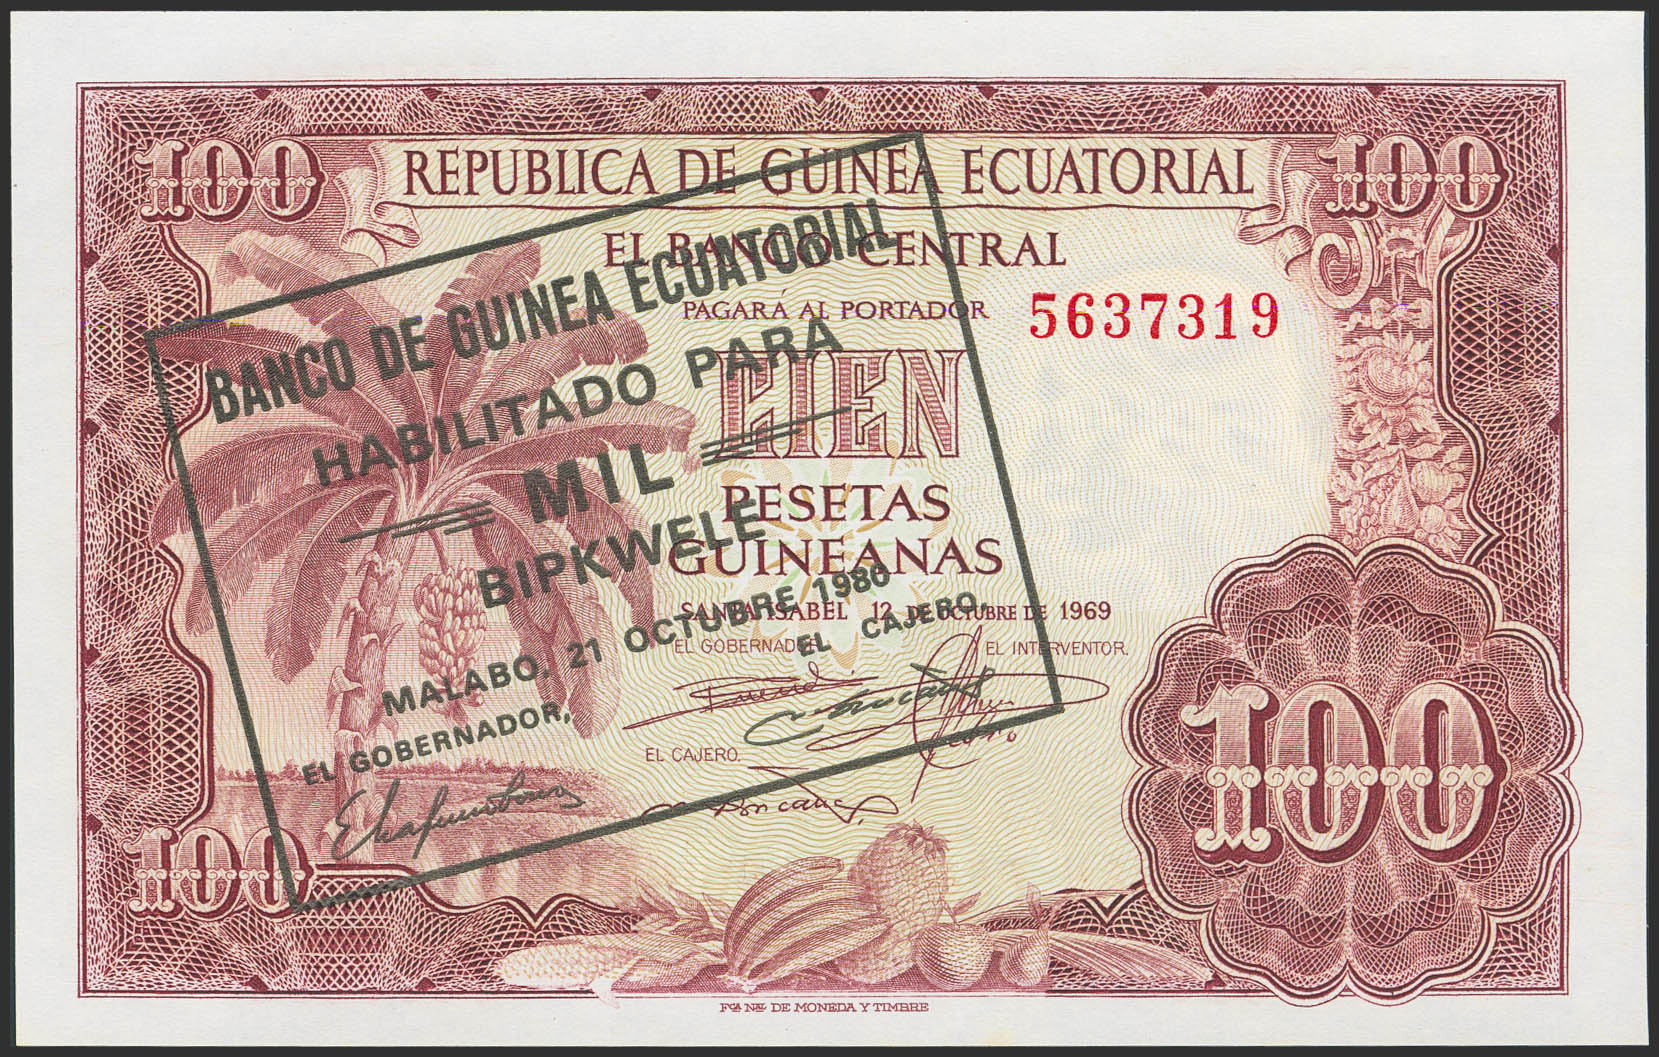 100
REPUBLICA DE GUINEA ECUATORIAL
100
EL BANCO CENTRAL
PAGARÁ AL PORTADOR
5637319
CIEN
PESETAS
GUINEANAS
SANTA ISABEL 12 DE OCTUBRE DE 1969
EL GOBERNADOR
EL INTERVENTOR.
EL CAJERO.
100
100
FCA NAL DE MONEDA Y TIMBRE
BANCO DE GUINEA ECUATORIAL
HABILITADO PARA
MIL
BIPKWELE
MALABO, 21 OCTUBRE 1980
EL GOBERNADOR,
EL CAJERO,